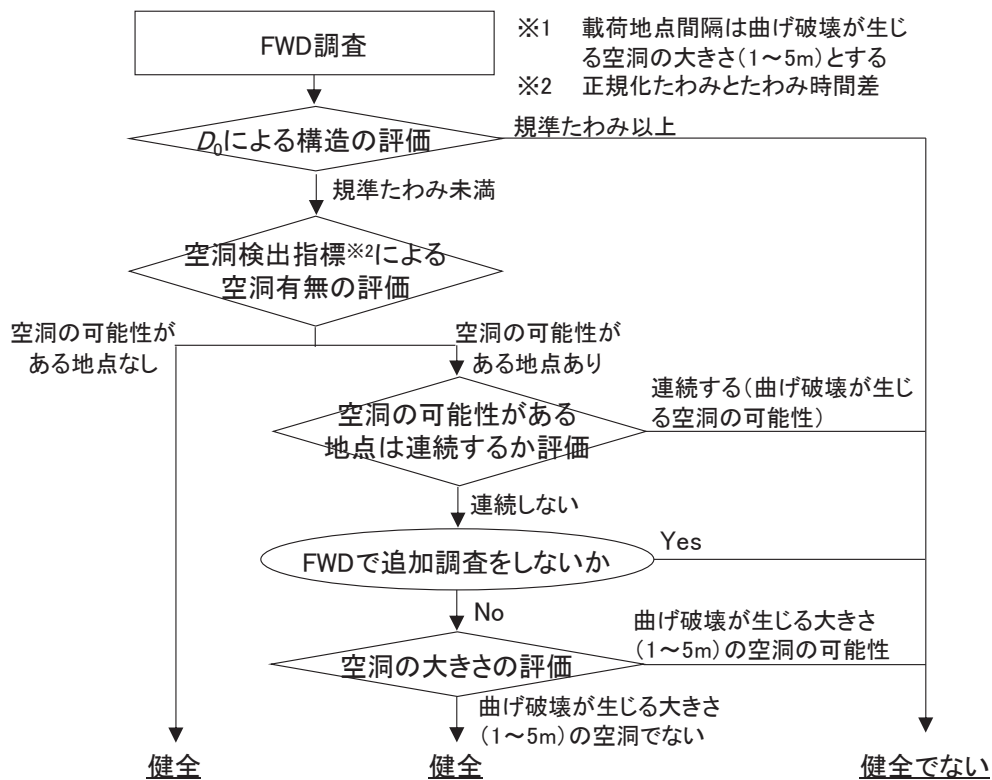 FWD調査
※1 載荷地点間隔は曲げ破壊が生じ
る空洞の大きさ(1～5m)とする
※2 正規化たわみとたわみ時間差
D0による構造の評価
規準たわみ以上
規準たわみ未満
空洞検出指標※2による
空洞有無の評価
空洞の可能性が
ある地点なし
空洞の可能性が
ある地点あり
空洞の可能性がある
地点は連続するか評価
連続する(曲げ破壊が生じ
る空洞の可能性)
連続しない
FWDで追加調査をしないか
Yes
No
空洞の大きさの評価
曲げ破壊が生じる大きさ
(1～5m)の空洞の可能性
曲げ破壊が生じる大きさ
(1～5m)の空洞でない
健全
健全
健全でない